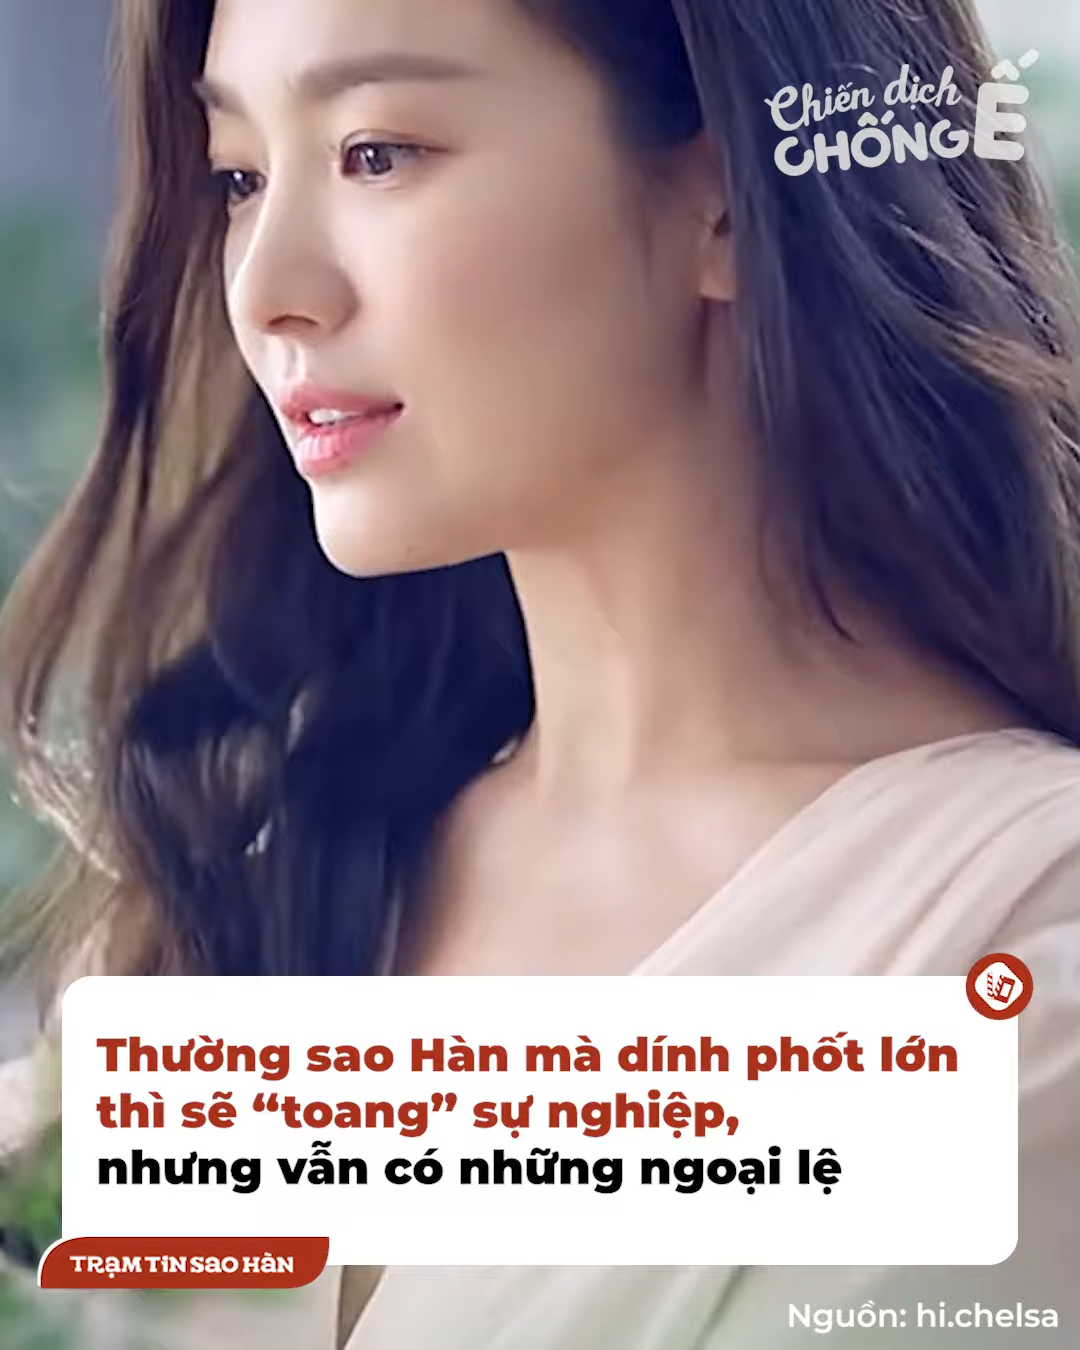 Chiến dịch
CHỐNG Ế
Thường sao Hàn mà dính phốt lớn
thì sẽ “toang” sự nghiệp,
nhưng vẫn có những ngoại lệ
TRẠM TIN SAO HÀN
Nguồn: hi.chelsa